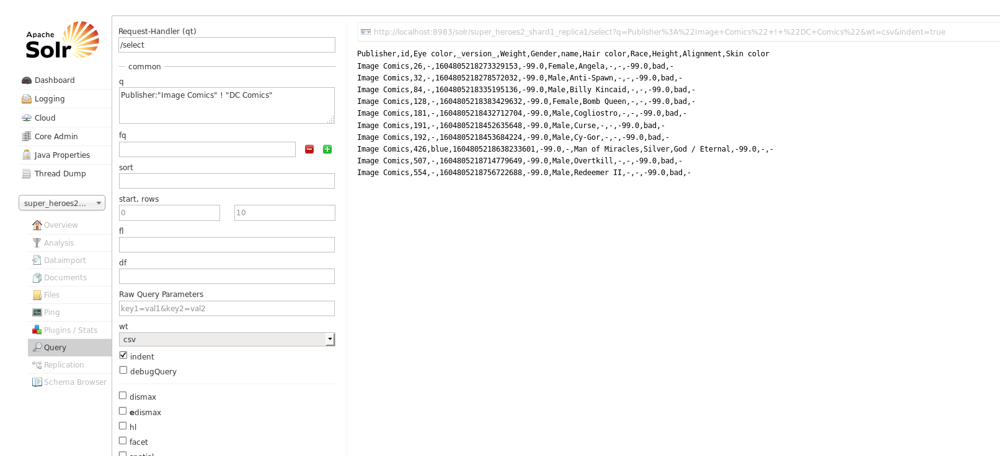 Apache
Solr
Dashboard
Logging
Cloud
Core Admin
Java Properties
Thread Dump
super_heroes2...
Overview
Analysis
Dataimport
Documents
Files
Ping
Plugins / Stats
Query
Replication
Schema Browser
Request-Handler (qt)
/select
common
q
Publisher:"Image Comics" ! "DC Comics"
fq
sort
start, rows
0 10
fl
df
Raw Query Parameters
key1=val1&key2=val2
wt
csv
indent
debugQuery
dismax
edismax
hl
facet
spatial
http://localhost:8983/solr/super_heroes2_shard1_replica1/select?q=Publisher%3A%22Image+Comics%22+!+%22DC+Comics%22&wt=csv&indent=true
Publisher,id,Eye color,_version_,Weight,Gender,name,Hair color,Race,Height,Alignment,Skin color
Image Comics,26,-,1604805218273329153,-99.0,Female,Angela,-,-,-99.0,bad,-
Image Comics,32,-,1604805218278572032,-99.0,Male,Anti-Spawn,-,-,-99.0,bad,-
Image Comics,84,-,1604805218335195136,-99.0,Male,Billy Kincaid,-,-,-99.0,bad,-
Image Comics,128,-,1604805218383429632,-99.0,Female,Bomb Queen,-,-,-99.0,bad,-
Image Comics,181,-,1604805218432712704,-99.0,Male,Cogliostro,-,-,-99.0,bad,-
Image Comics,191,-,1604805218452635648,-99.0,Male,Curse,-,-,-99.0,bad,-
Image Comics,192,-,1604805218453684224,-99.0,Male,Cy-Gor,-,-,-99.0,bad,-
Image Comics,426,blue,1604805218638233601,-99.0,-,Man of Miracles,Silver,God / Eternal,-99.0,-,-
Image Comics,507,-,1604805218714779649,-99.0,Male,Overtkill,-,-,-99.0,bad,-
Image Comics,554,-,1604805218756722688,-99.0,Male,Redeemer II,-,-,-99.0,bad,-